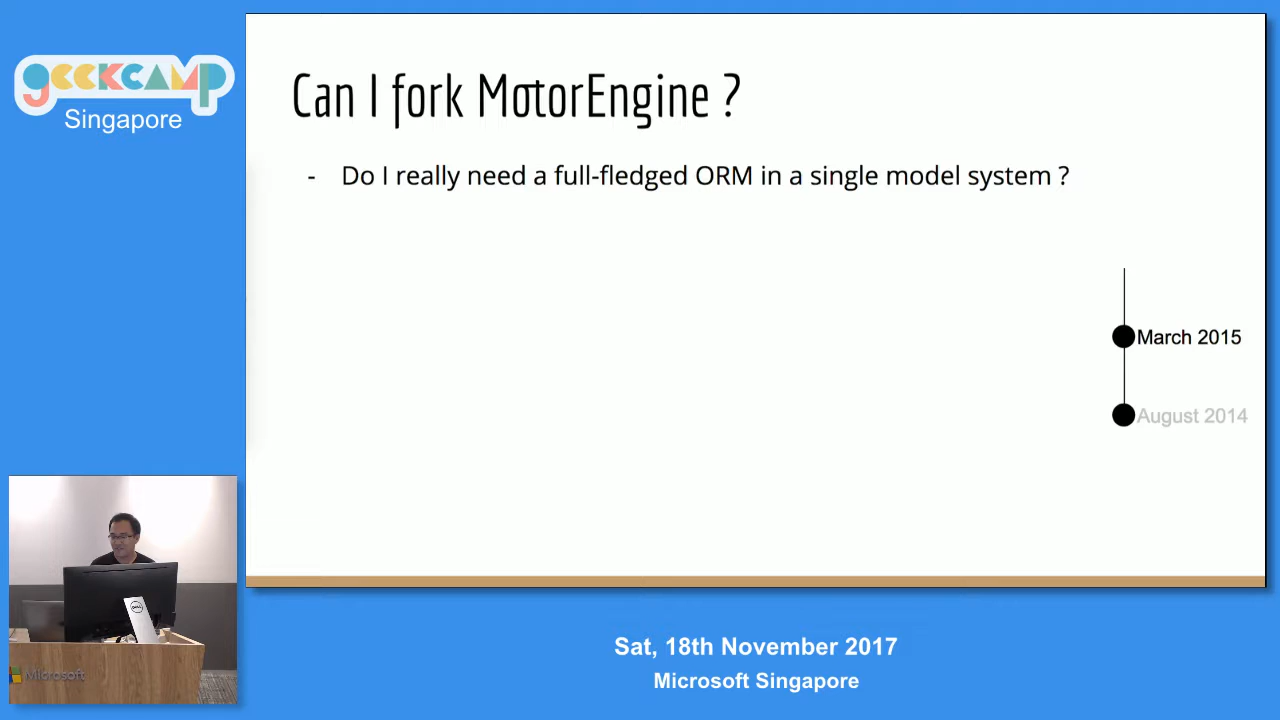 geekcamp
Singapore
Can I fork MotorEngine ?
- Do I really need a full-fledged ORM in a single model system ?
March 2015
August 2014
DELL
Microsoft
Sat, 18th November 2017
Microsoft Singapore